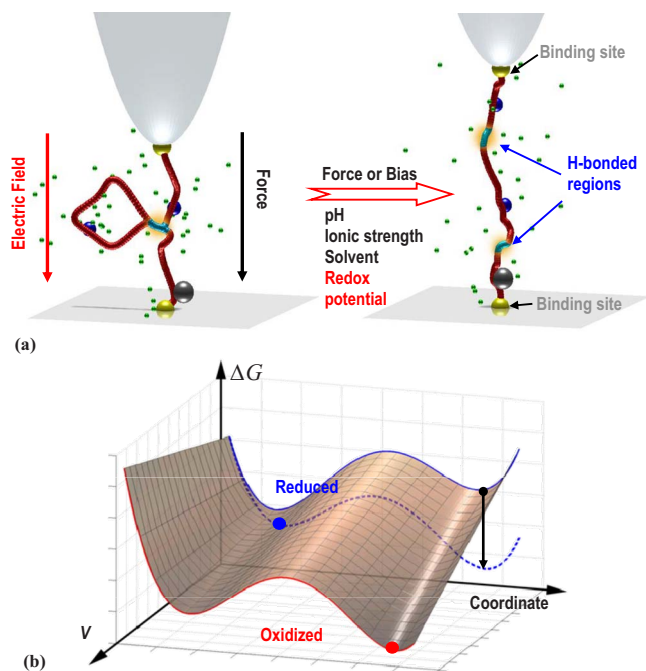 Binding site
Electric Field
Force
Force or Bias
pH
Ionic strength
Solvent
Redox
potential
H-bonded
regions
Binding site
(a)
ΔG
Reduced
Coordinate
V
Oxidized
(b)